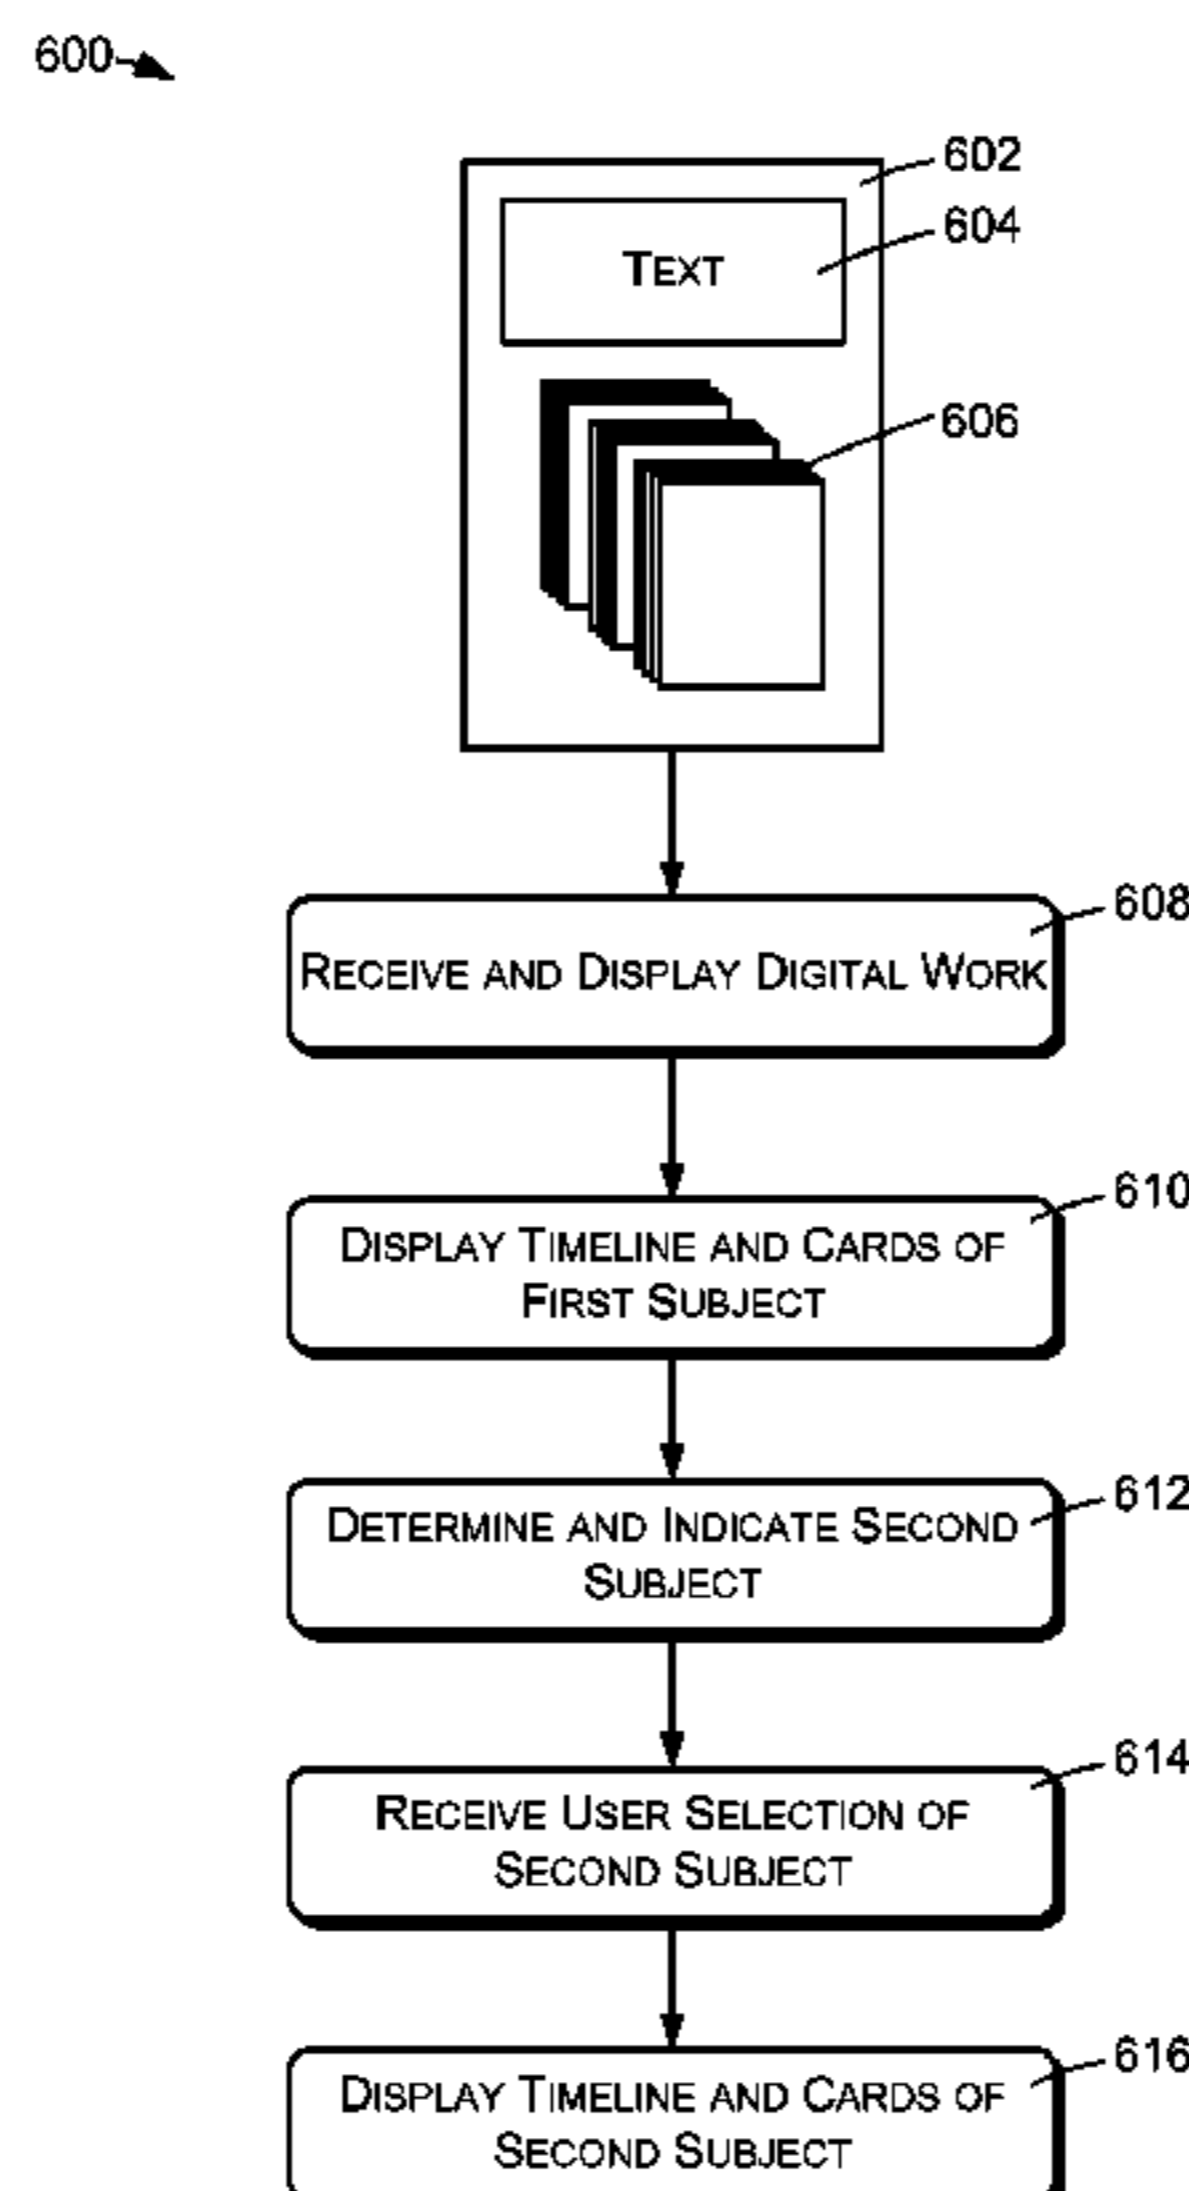 600
602
604
TEXT
606
608
RECEIVE AND DISPLAY DIGITAL WORK
610
DISPLAY TIMELINE AND CARDS OF
FIRST SUBJECT
612
DETERMINE AND INDICATE SECOND
SUBJECT
614
RECEIVE USER SELECTION OF
SECOND SUBJECT
616
DISPLAY TIMELINE AND CARDS OF
SECOND SUBJECT